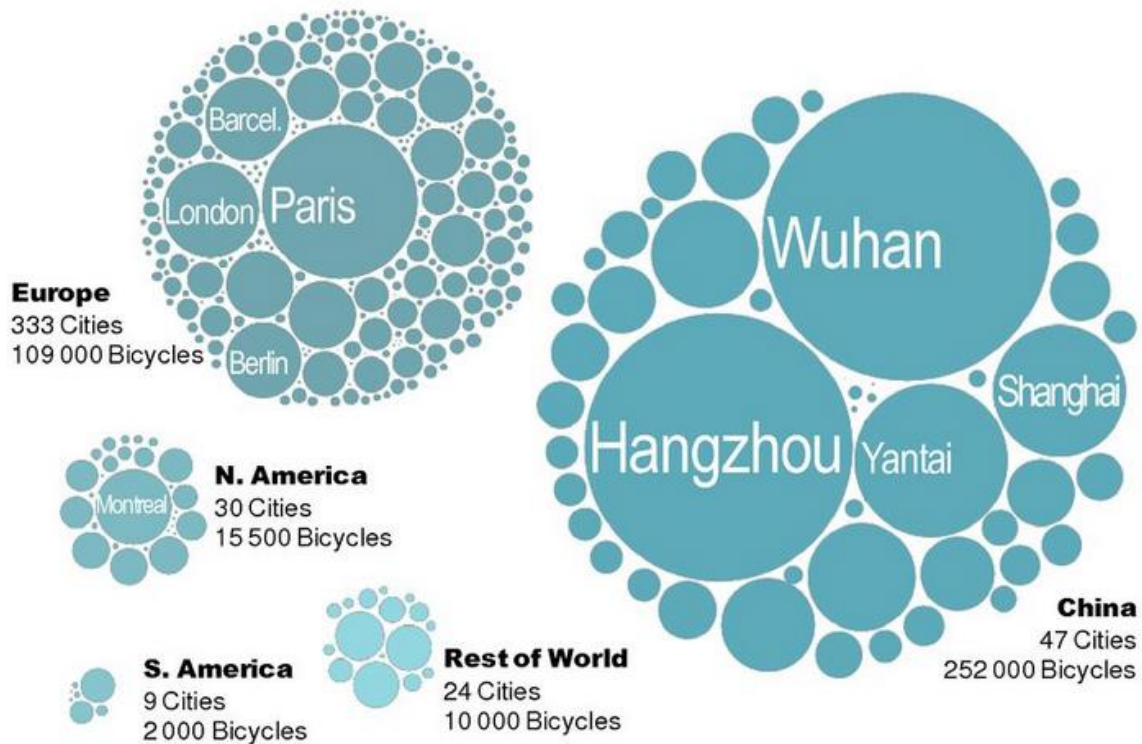 Barcel.
London
Paris
Berlin
Europe
333 Cities
109 000 Bicycles
Wuhan
Hangzhou
Yantai
Shanghai
Montreal
N. America
30 Cities
15 500 Bicycles
S. America
9 Cities
2 000 Bicycles
Rest of World
24 Cities
10 000 Bicycles
China
47 Cities
252 000 Bicycles